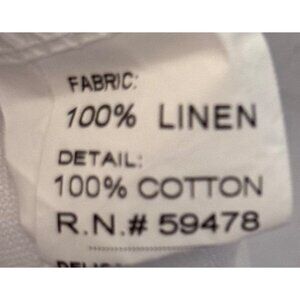 FABRIC:
100% LINEN
DETAIL:
100% COTTON
R.N.# 59478